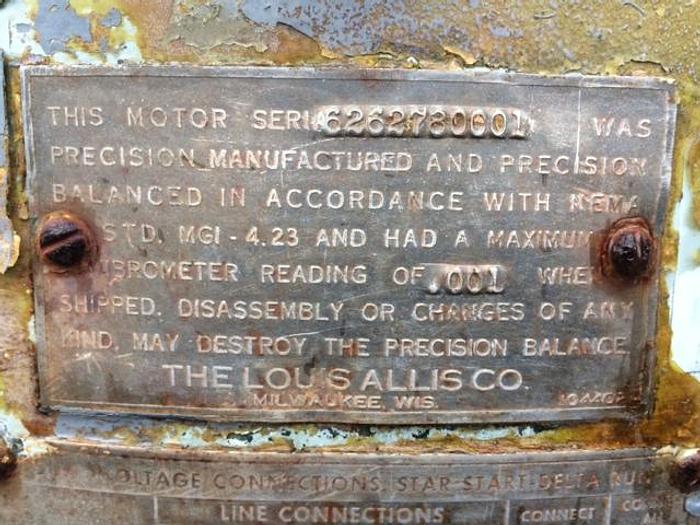 THIS MOTOR SERIA 6262780001 WAS
PRECISION MANUFACTURED AND PRECISION
BALANCED IN ACCORDANCE WITH NEMA
STD. MG1-4.23 AND HAD A MAXIMUM
VIBROMETER READING OF .001 WHEN
SHIPPED. DISASSEMBLY OR CHANGES OF ANY
KIND, MAY DESTROY THE PRECISION BALANCE
THE LOUIS ALLIS CO.
MILWAUKEE, WIS.
VOLTAGE CONNECTIONS, STAR START-DELTA RUN
LINE CONNECTIONS CONNECT